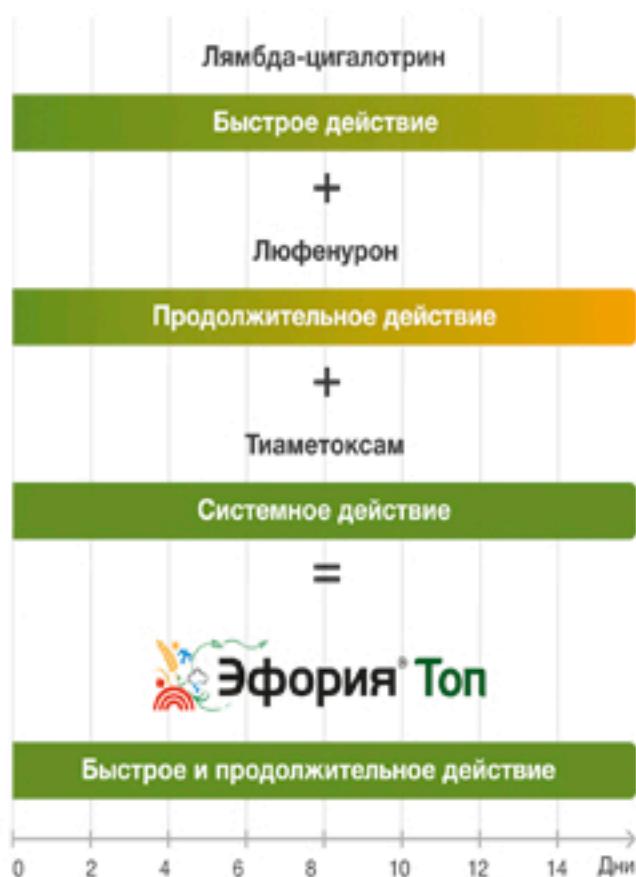 Лямбда-цигалотрин
Быстрое действие
+
Люфенурон
Продолжительное действие
+
Тиаметоксам
Системное действие
=
Эфория® Топ
Быстрое и продолжительное действие
0 2 4 6 8 10 12 14 Дни